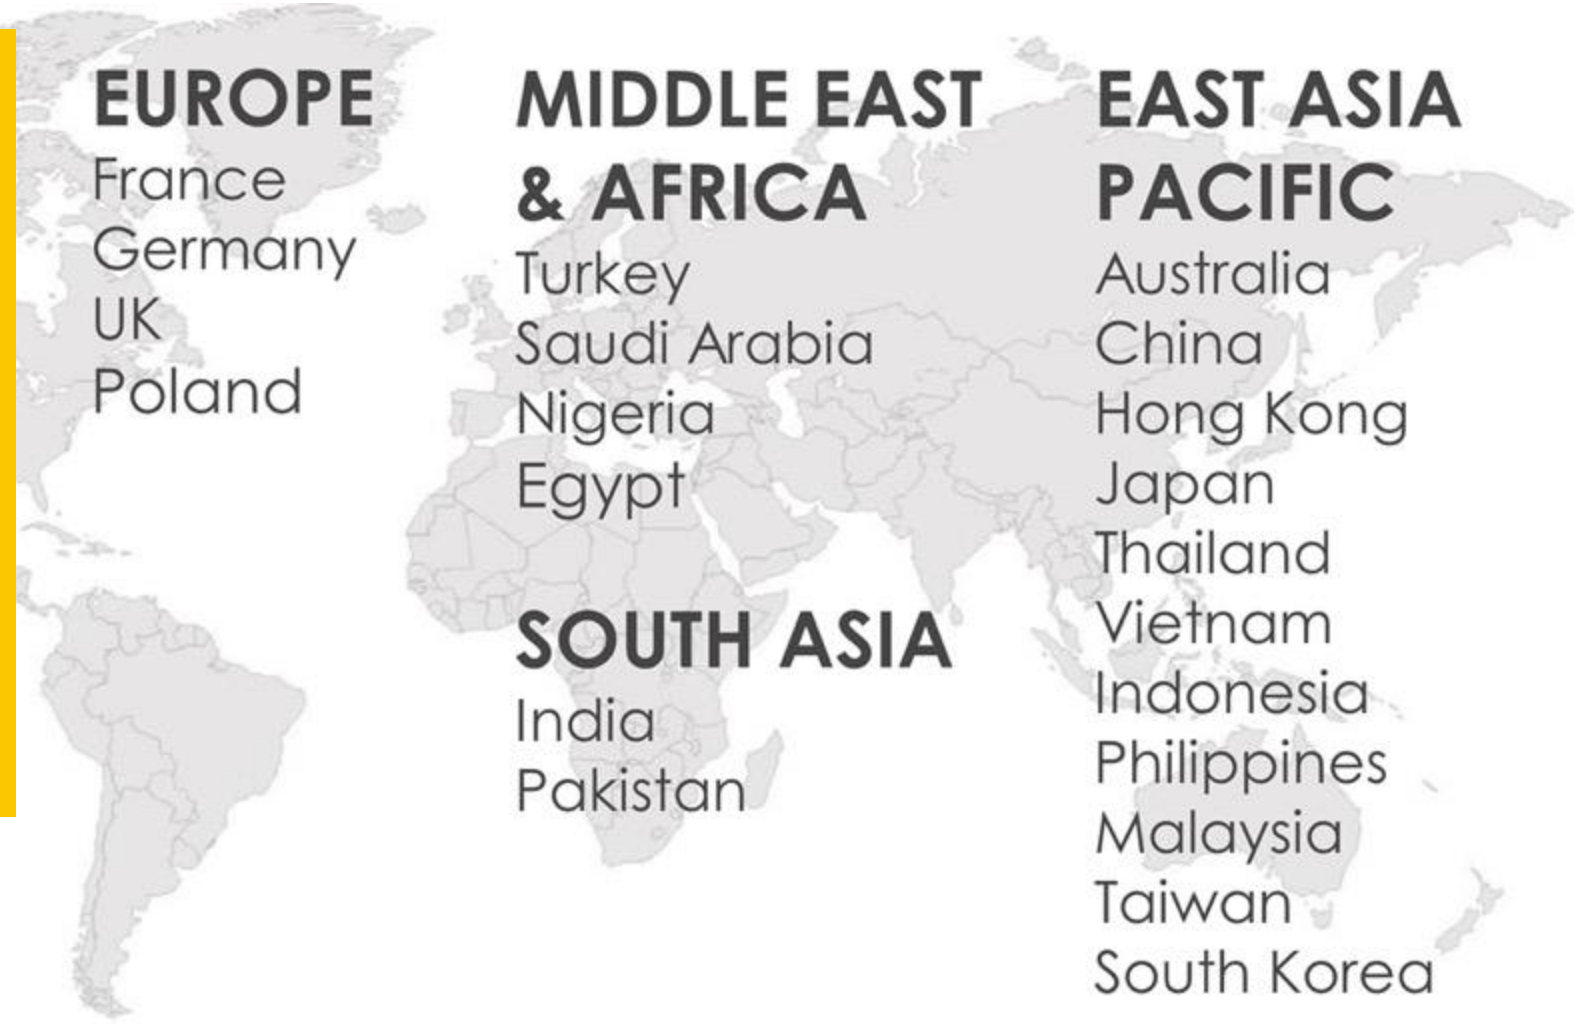 EUROPE
France
Germany
UK
Poland
MIDDLE EAST
& AFRICA
Turkey
Saudi Arabia
Nigeria
Egypt
SOUTH ASIA
India
Pakistan
EAST ASIA
PACIFIC
Australia
China
Hong Kong
Japan
Thailand
Vietnam
Indonesia
Philippines
Malaysia
Taiwan
South Korea